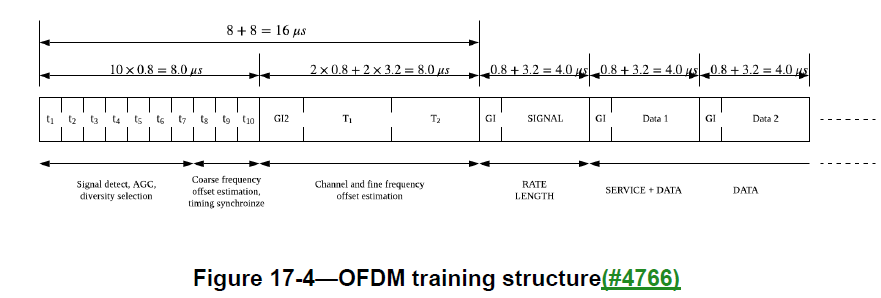 8 + 8 = 16 μs
10 x 0.8 = 8.0 μs 2 x 0.8 + 2 x 3.2 = 8.0 μs 0.8 + 3.2 = 4.0 μs 0.8 + 3.2 = 4.0 μs 0.8 + 3.2 = 4.0 μs
t₁ t₂ t₃ t₄ t₅ t₆ t₇ t₈ t₉ t₁₀ GI2 T₁ T₂ GI SIGNAL GI Data 1 GI Data 2
Signal detect, AGC,
diversity selection
Coarse frequency
offset estimation,
timing synchroinze
Channel and fine frequency
offset estimation
RATE
LENGTH
SERVICE + DATA
DATA
Figure 17-4—OFDM training structure(#4766)